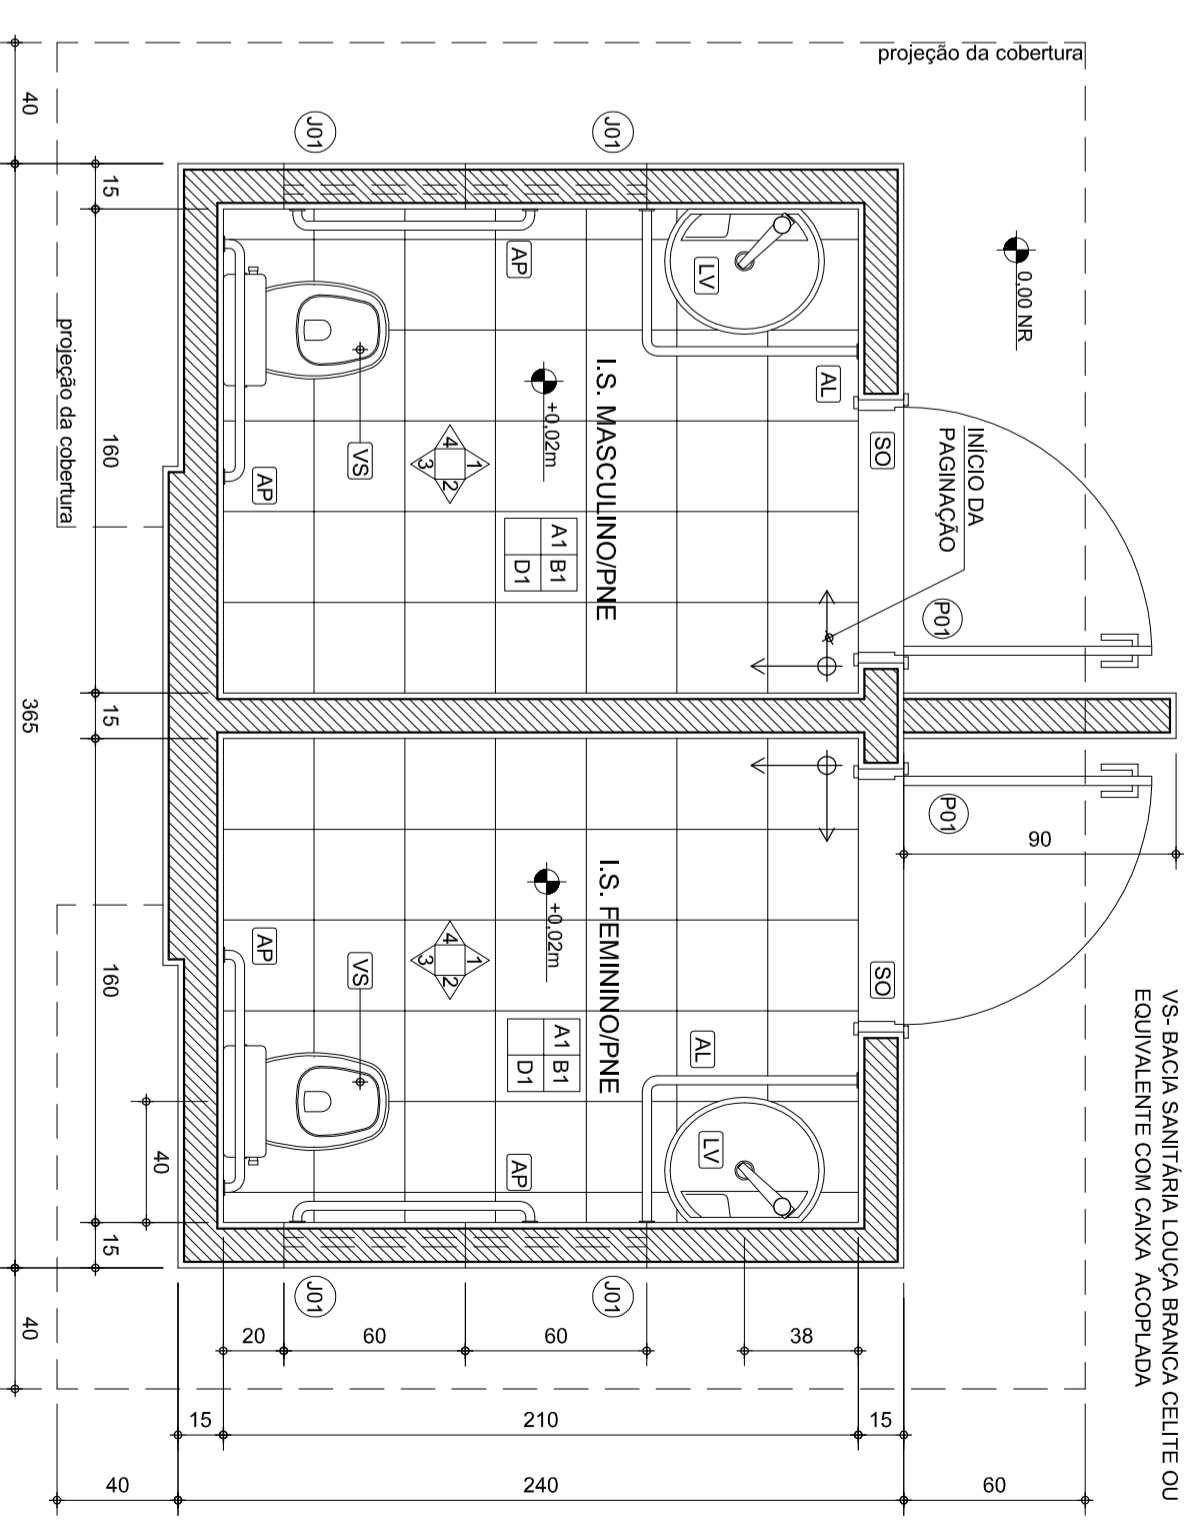 projeção da cobertura
40
15
160
15
365
160
15
40
projeção da cobertura
J01
J01
LV
AP
VS
AP
AL
SO
I.S. MASCULINO/PNE
+0,02m
1
2
3
4
A1
B1
D1
0,00 NR
INÍCIO DA
PAGINAÇÃO
P01
P01
90
SO
I.S. FEMININO/PNE
+0,02m
1
2
3
4
A1
B1
D1
AP
VS
AL
LV
AP
40
J01
J01
20
60
60
38
15
210
15
40
240
60
VS- BACIA SANITÁRIA LOUÇA BRANCA CELITE OU
EQUIVALENTE COM CAIXA ACOPLADA